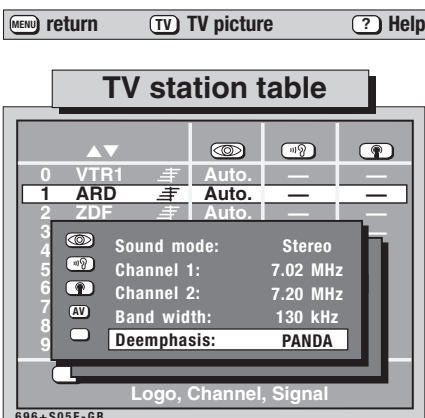 MENU return TV TV picture ? Help
TV station table
0 VTR1 Auto. — —
1 ARD Auto. — —
2 ZDF Auto. — —
3 —
4
5
6
7
8
9
Sound mode: Stereo
Channel 1: 7.02 MHz
Channel 2: 7.20 MHz
AV Band width: 130 kHz
Deemphasis: PANDA
Logo, Channel, Signal
696+S05E-GB